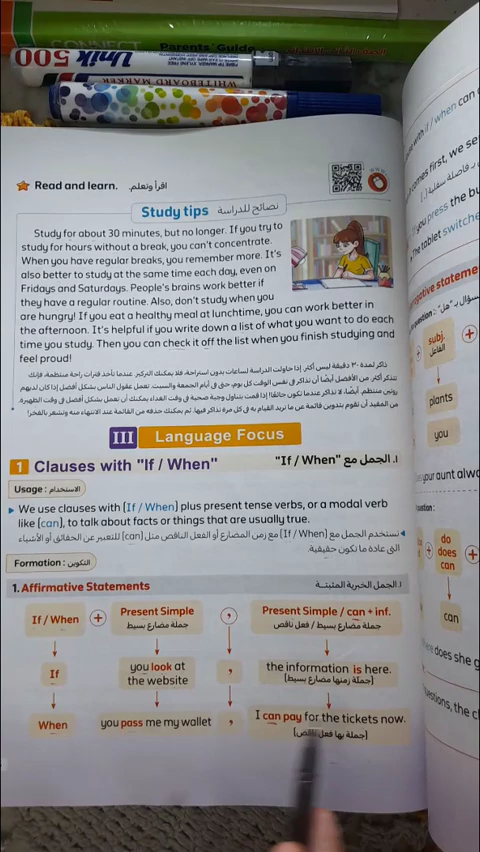 CONNECT Parents' Guide
Unik 500
WHITEBOARD MARKER
Read and learn. اقرأ وتعلم.
Study tips نصائح للدراسة
Study for about 30 minutes, but no longer. If you try to
study for hours without a break, you can't concentrate.
When you have regular breaks, you remember more. It's
also better to study at the same time each day, even on
Fridays and Saturdays. People's brains work better if
they have a regular routine. Also, don't study when you
are hungry! If you eat a healthy meal at lunchtime, you can work better in
the afternoon. It's helpful if you write down a list of what you want to do each
time you study. Then you can check it off the list when you finish studying and
feel proud!
ذاكر لمدة ٣٠ دقيقة ليس أكثر. إذا حاولت الدراسة لساعات بدون استراحة، فلا يمكنك التركيز. عندما تأخذ فترات راحة منتظمة، فإنك
تتذكر أكثر. من الأفضل أيضًا أن تذاكر في نفس الوقت كل يوم، حتى في أيام الجمعة والسبت. تعمل عقول الناس بشكل أفضل إذا كان لديهم
روتين منتظم. أيضًا، لا تذاكر عندما تكون جائعًا! إذا قمت بتناول وجبة صحية في وقت الغداء يمكنك أن تعمل بشكل أفضل في وقت الظهيرة.
من المفيد أن تقوم بتدوين قائمة عن ما تريد القيام به في كل مرة تذاكر فيها. ثم يمكنك حذفه من القائمة عند الانتهاء منه وتشعر بالفخر!
III Language Focus
1 Clauses with "If / When" ١. الجمل مع "If / When"
Usage : الاستخدام
We use clauses with (If / When) plus present tense verbs, or a modal verb
like (can), to talk about facts or things that are usually true.
نستخدم الجمل مع (If / When) مع زمن المضارع أو الفعل الناقص مثل (can) للتعبير عن الحقائق أو الأشياء
التى عادة ما تكون حقيقية.
Formation : التكوين
1. Affirmative Statements ١. الجمل الخبرية المثبتة
If / When + Present Simple , Present Simple / can + inf.
جملة مضارع بسيط جملة مضارع بسيط / فعل ناقص
If you look at the website , the information is here.
(جملة زمنها مضارع بسيط)
When you pass me my wallet , I can pay for the tickets now.
(جملة بها فعل ناقص)
if / when can
comes first, we se
you press the bu
The tablet switche
subj. +
الفاعل
plants
you
your aunt alwa
+ do does can +
can
does she g